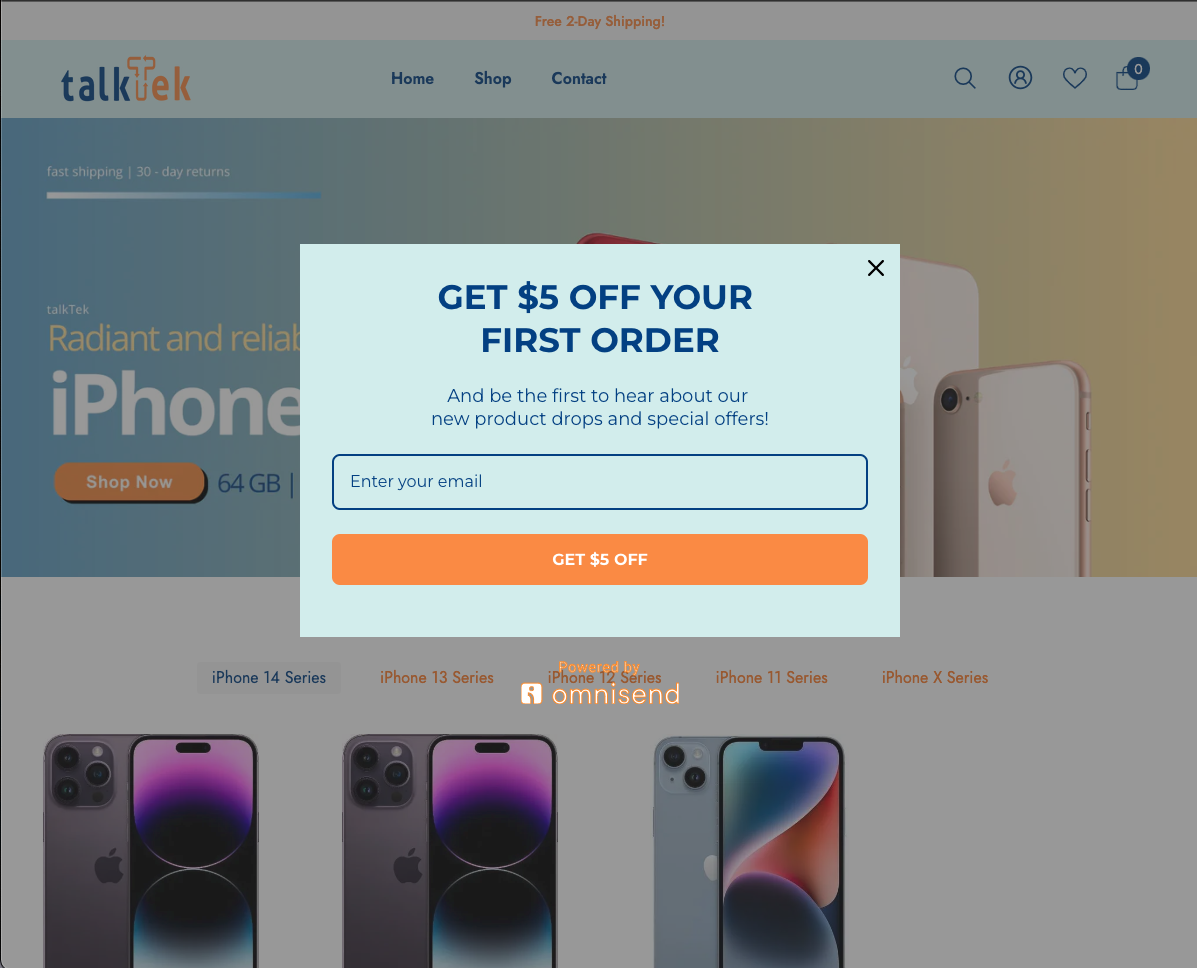 Free 2-Day Shipping!
talkTek
Home
Shop
Contact
0
fast shipping | 30 - day returns
talkTek
Radiant and reliab
iPhone
Shop Now
64 GB |
GET $5 OFF YOUR
FIRST ORDER
And be the first to hear about our
new product drops and special offers!
Enter your email
GET $5 OFF
Powered by
omnisend
iPhone 14 Series
iPhone 13 Series
iPhone 12 Series
iPhone 11 Series
iPhone X Series